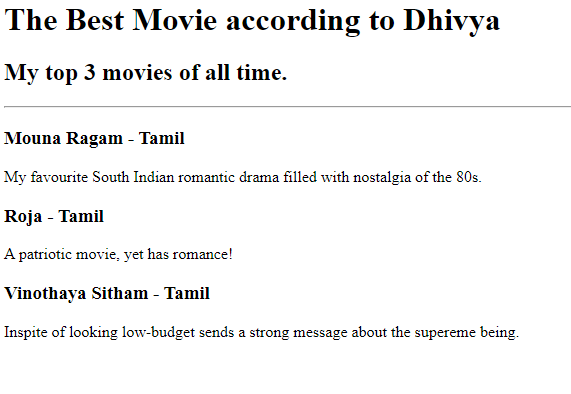 The Best Movie according to Dhivya
My top 3 movies of all time.
Mouna Ragam - Tamil
My favourite South Indian romantic drama filled with nostalgia of the 80s.
Roja - Tamil
A patriotic movie, yet has romance!
Vinothaya Sitham - Tamil
Inspite of looking low-budget sends a strong message about the supereme being.